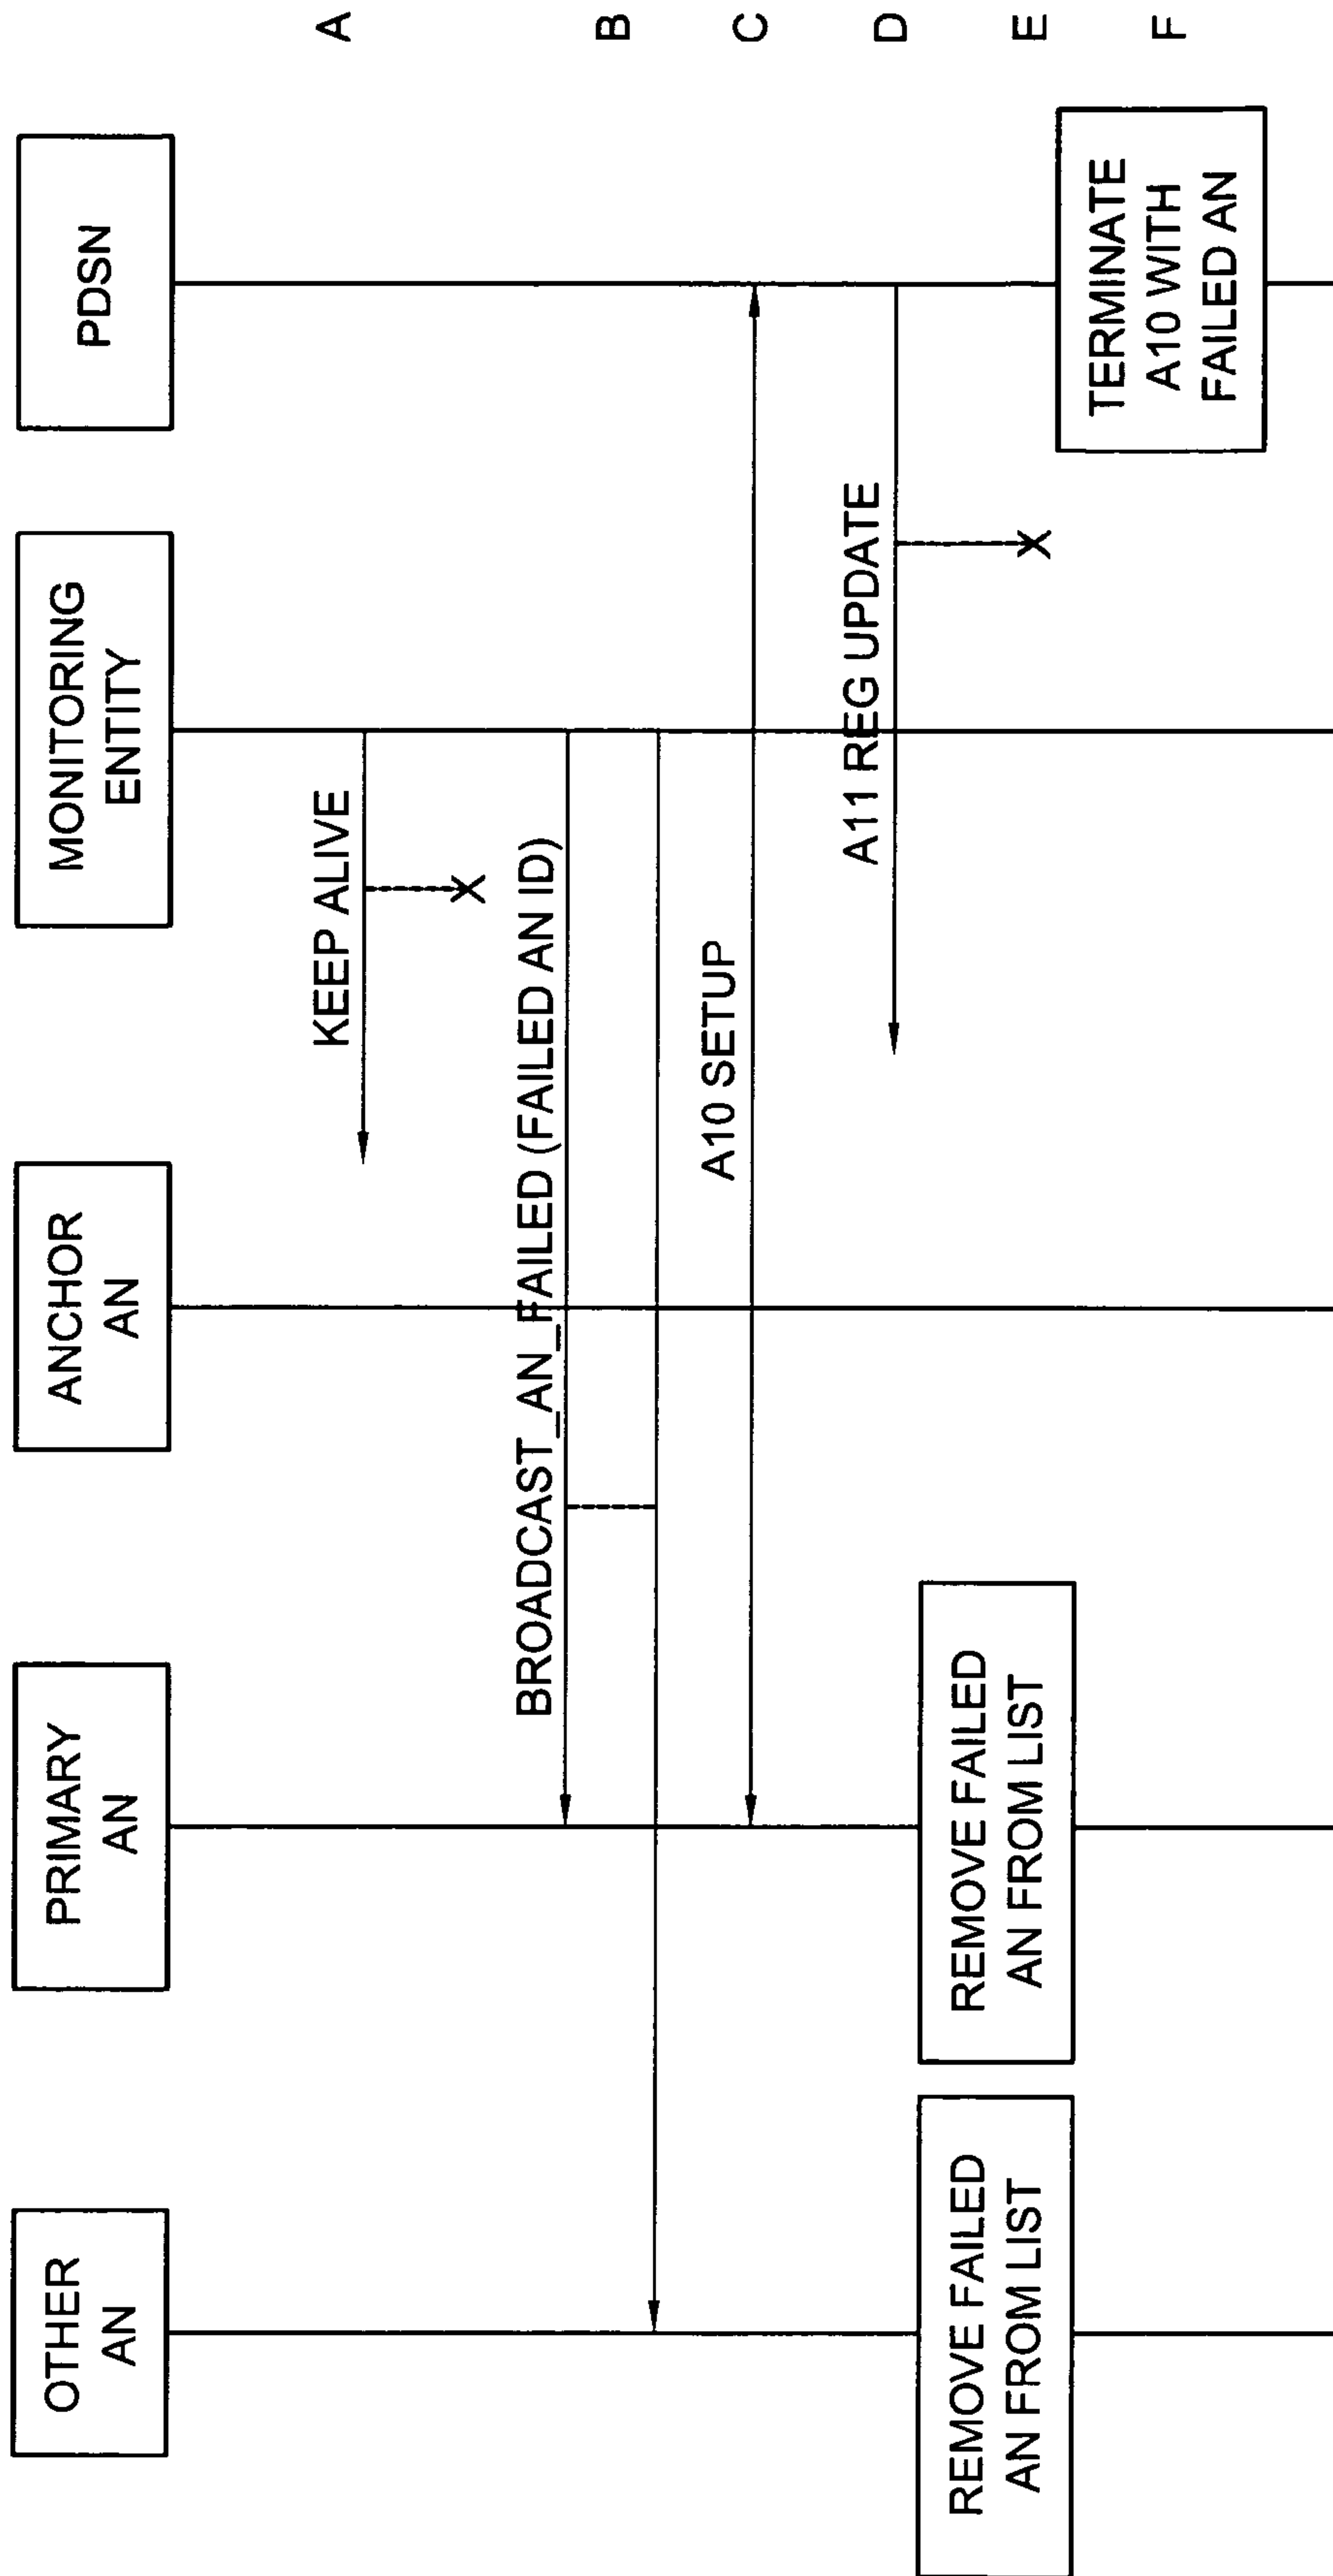 OTHER
AN
PRIMARY
AN
ANCHOR
AN
MONITORING
ENTITY
PDSN
KEEP ALIVE
A
X
BROADCAST_AN_FAILED (FAILED AN ID)
B
A10 SETUP
C
A11 REG UPDATE
D
REMOVE FAILED
AN FROM LIST
REMOVE FAILED
AN FROM LIST
X
E
TERMINATE
A10 WITH
FAILED AN
F